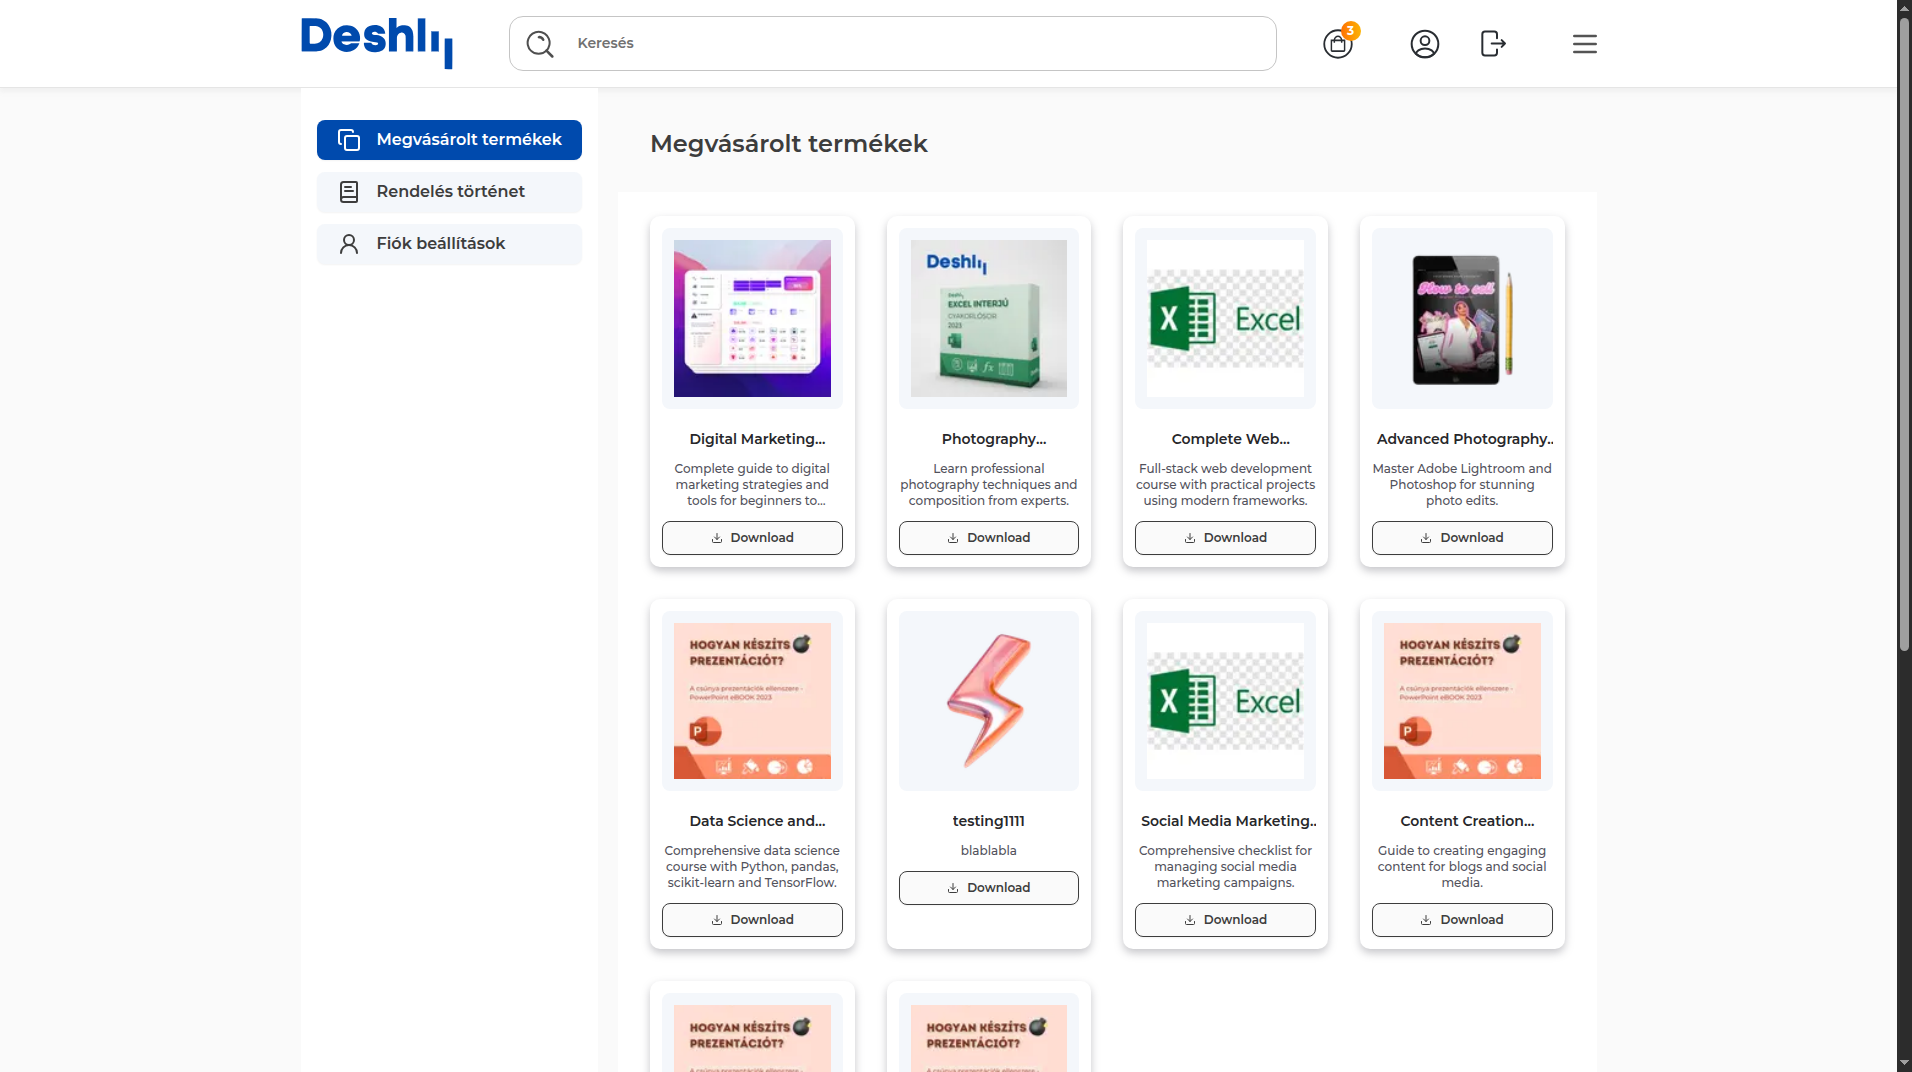 Deshly
Keresés
3
Megvásárolt termékek
Rendelés történet
Fiók beállítások
Megvásárolt termékek
Deshly
EXCEL INTERJÚ
GYAKORLÓSOR
2023
X Excel
How to sell
Digital Marketing...
Complete guide to digital
marketing strategies and
tools for beginners to...
Download
Photography...
Learn professional
photography techniques and
composition from experts.
Download
Complete Web...
Full-stack web development
course with practical projects
using modern frameworks.
Download
Advanced Photography..
Master Adobe Lightroom and
Photoshop for stunning
photo edits.
Download
HOGYAN KÉSZÍTS
PREZENTÁCIÓT?
A csúnya prezentációk ellenszere -
PowerPoint eBOOK 2023
P
X Excel
HOGYAN KÉSZÍTS
PREZENTÁCIÓT?
A csúnya prezentációk ellenszere -
PowerPoint eBOOK 2023
P
Data Science and...
Comprehensive data science
course with Python, pandas,
scikit-learn and TensorFlow.
Download
testing1111
blablabla
Download
Social Media Marketing..
Comprehensive checklist for
managing social media
marketing campaigns.
Download
Content Creation...
Guide to creating engaging
content for blogs and social
media.
Download
HOGYAN KÉSZÍTS
PREZENTÁCIÓT?
HOGYAN KÉSZÍTS
PREZENTÁCIÓT?